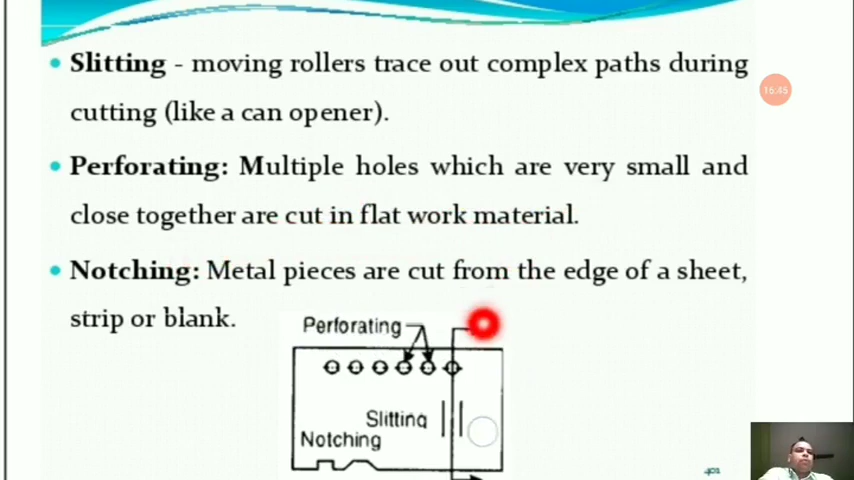 • Slitting - moving rollers trace out complex paths during
cutting (like a can opener).
16:45
• Perforating: Multiple holes which are very small and
close together are cut in flat work material.
• Notching: Metal pieces are cut from the edge of a sheet,
strip or blank.
Perforating
Slitting
Notching